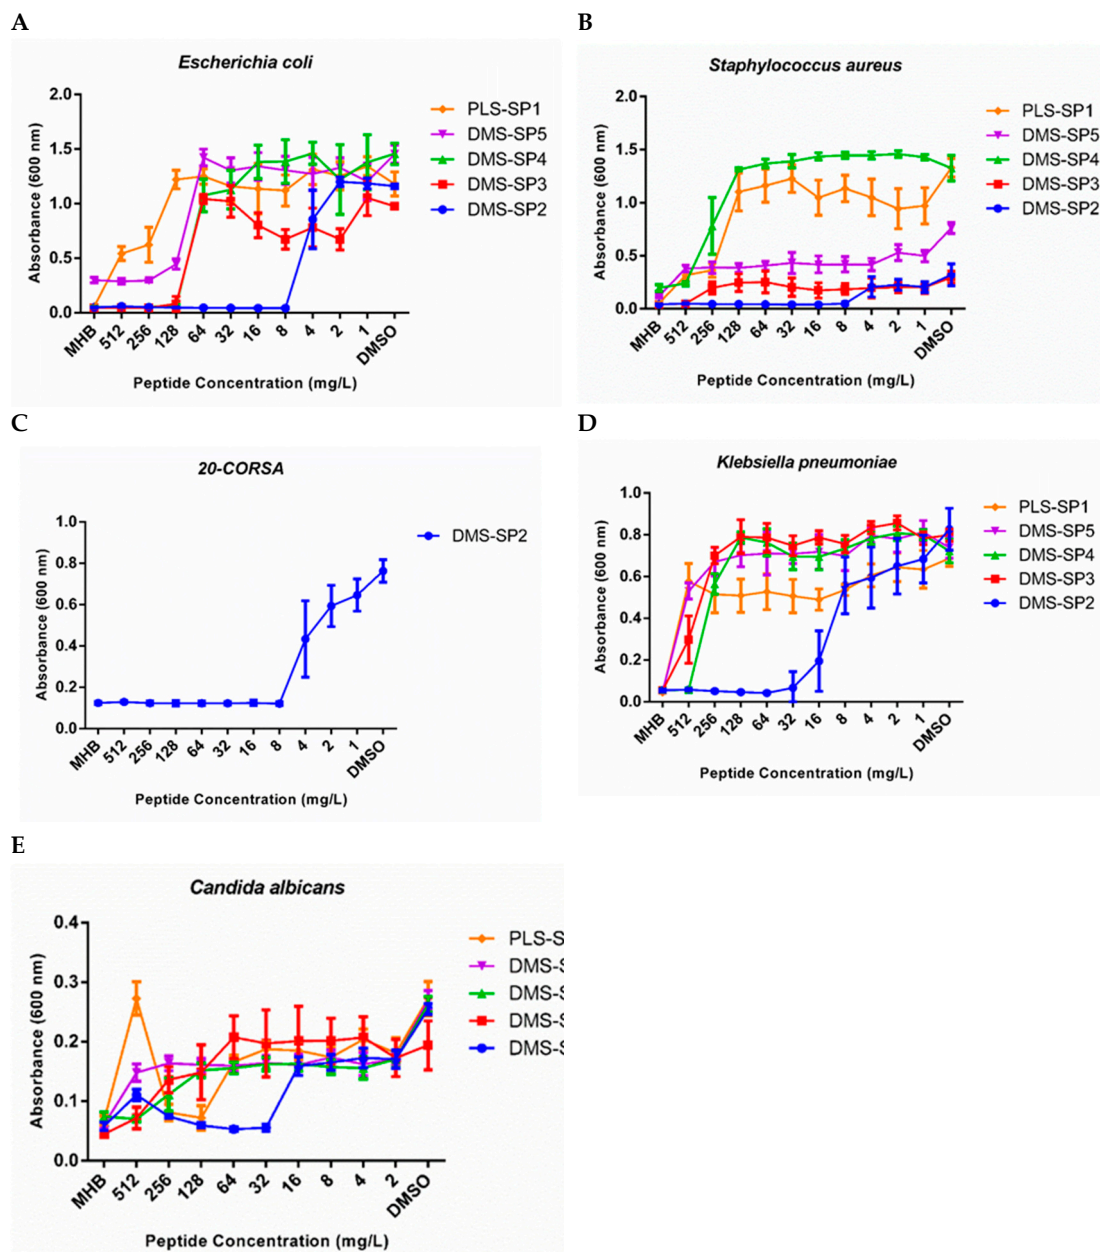 A
Escherichia coli
Absorbance (600 nm)
2.0
1.5
1.0
0.5
0.0
MHB 512 256 128 64 32 16 8 4 2 1 DMSO
Peptide Concentration (mg/L)
PLS-SP1
DMS-SP5
DMS-SP4
DMS-SP3
DMS-SP2
B
Staphylococcus aureus
Absorbance (600 nm)
2.0
1.5
1.0
0.5
0.0
MHB 512 256 128 64 32 16 8 4 2 1 DMSO
Peptide Concentration (mg/L)
PLS-SP1
DMS-SP5
DMS-SP4
DMS-SP3
DMS-SP2
C
20-CORSA
Absorbance (600 nm)
1.0
0.8
0.6
0.4
0.2
0.0
MHB 512 256 128 64 32 16 8 4 2 1 DMSO
Peptide Concentration (mg/L)
DMS-SP2
D
Klebsiella pneumoniae
Absorbance (600 nm)
1.0
0.8
0.6
0.4
0.2
0.0
MHB 512 256 128 64 32 16 8 4 2 1 DMSO
Peptide Concentration (mg/L)
PLS-SP1
DMS-SP5
DMS-SP4
DMS-SP3
DMS-SP2
E
Candida albicans
Absorbance (600 nm)
0.4
0.3
0.2
0.1
0.0
MHB 512 256 128 64 32 16 8 4 2 DMSO
Peptide Concentration (mg/L)
PLS-S
DMS-S
DMS-S
DMS-S
DMS-S